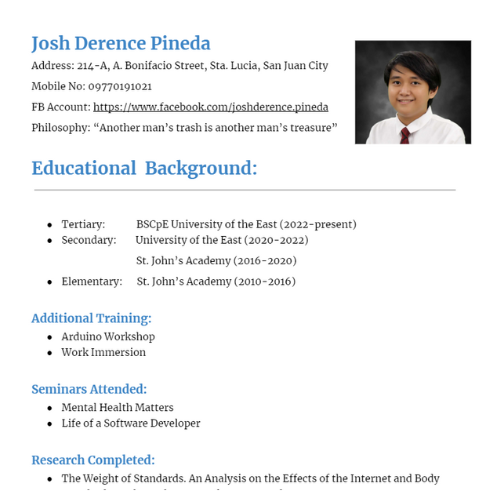 Josh Derence Pineda
Address: 214-A, A. Bonifacio Street, Sta. Lucia, San Juan City
Mobile No: 09770191021
FB Account: https://www.facebook.com/joshderence.pineda
Philosophy: “Another man’s trash is another man’s treasure”
Educational Background:
● Tertiary: BSCpE University of the East (2022-present)
● Secondary: University of the East (2020-2022)
St. John’s Academy (2016-2020)
● Elementary: St. John’s Academy (2010-2016)
Additional Training:
● Arduino Workshop
● Work Immersion
Seminars Attended:
● Mental Health Matters
● Life of a Software Developer
Research Completed:
● The Weight of Standards. An Analysis on the Effects of the Internet and Body